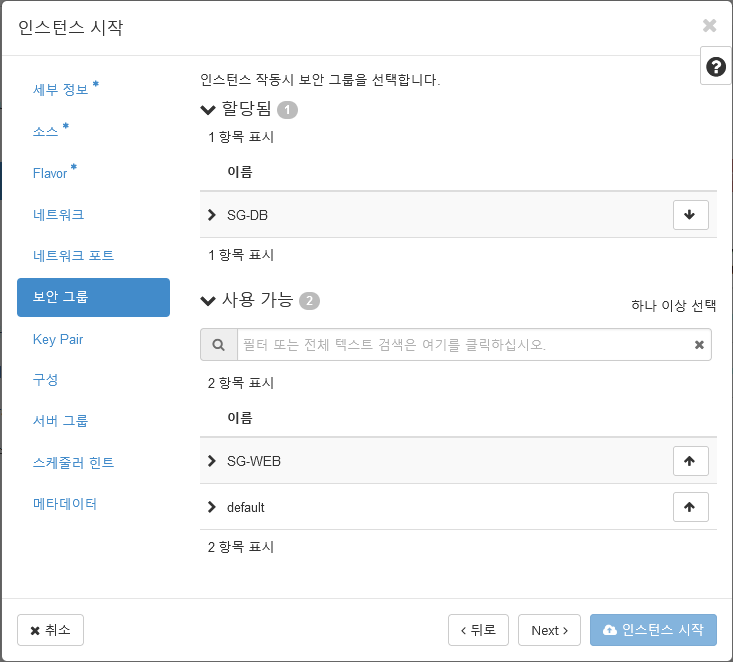 인스턴스 시작
세부 정보 *
소스 *
Flavor *
네트워크
네트워크 포트
보안 그룹
Key Pair
구성
서버 그룹
스케줄러 힌트
메타데이터
인스턴스 작동시 보안 그룹을 선택합니다.
할당됨 1
1 항목 표시
이름
SG-DB
1 항목 표시
사용 가능 2
하나 이상 선택
필터 또는 전체 텍스트 검색은 여기를 클릭하십시오.
2 항목 표시
이름
SG-WEB
default
2 항목 표시
취소
뒤로
Next
인스턴스 시작